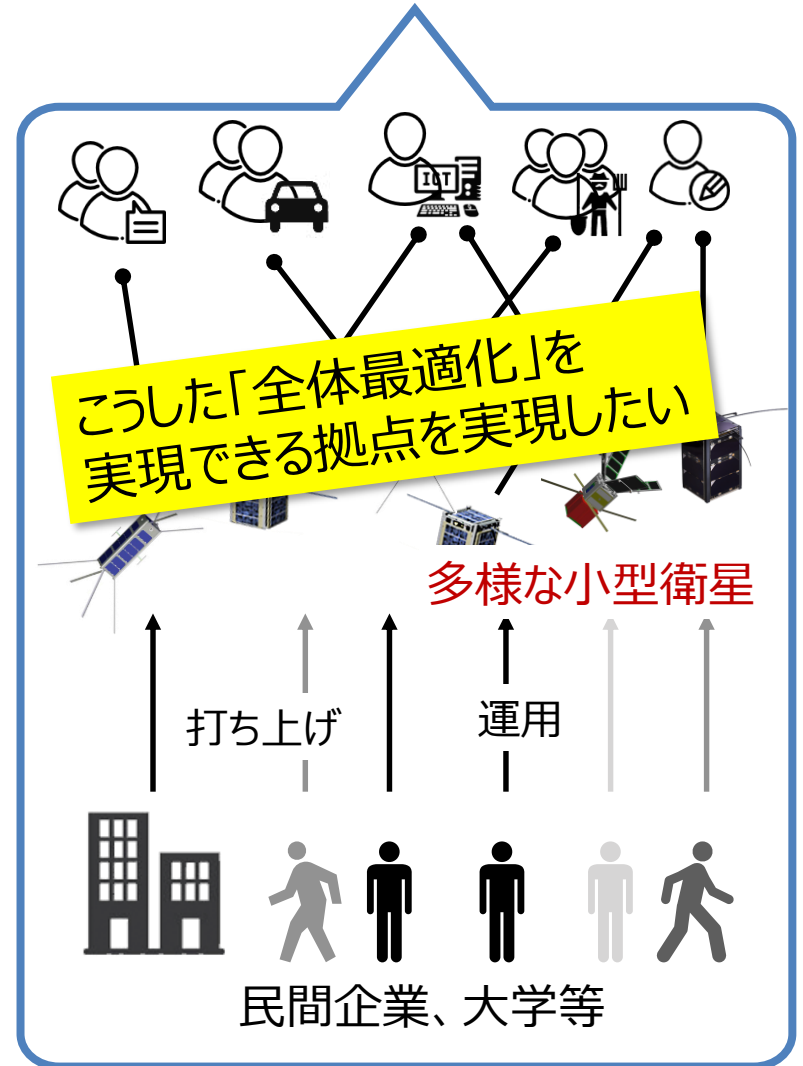 ICT
こうした「全体最適化」を
実現できる拠点を実現したい
多様な小型衛星
打ち上げ
運用
民間企業、大学等